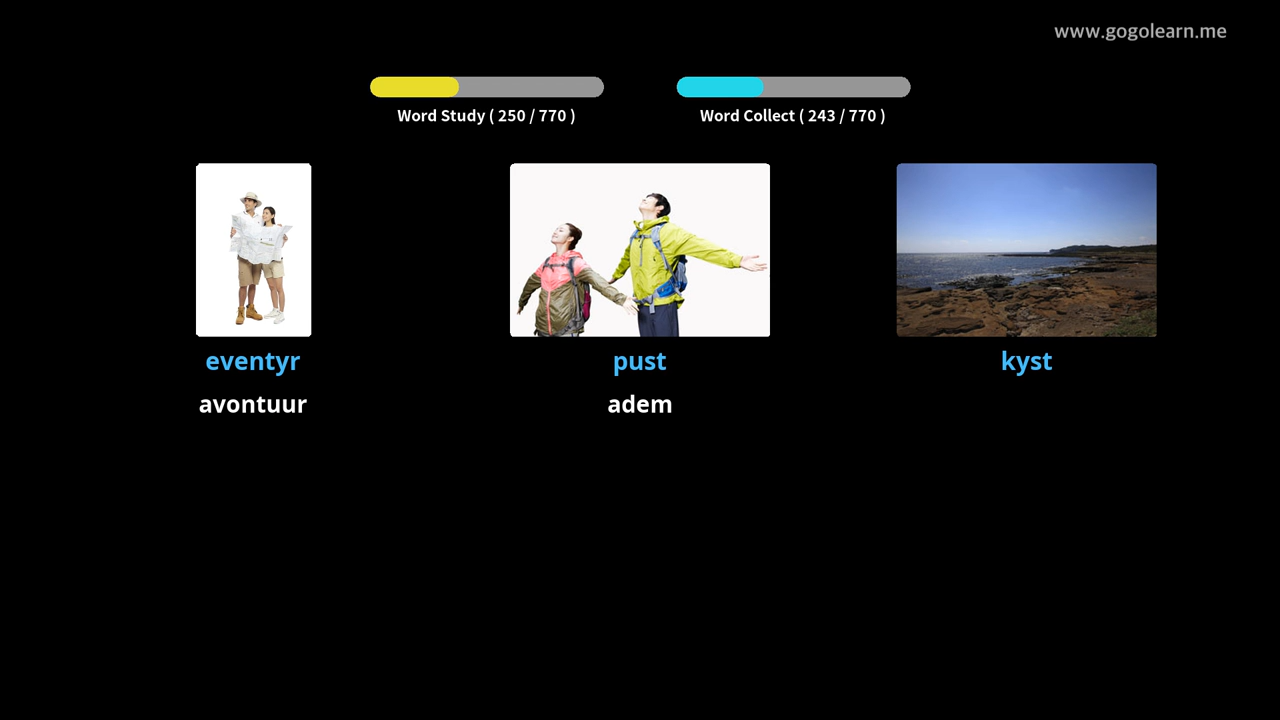 www.gogolearn.me
Word Study ( 250 / 770 )
Word Collect ( 243 / 770 )
eventyr
pust
kyst
avontuur
adem